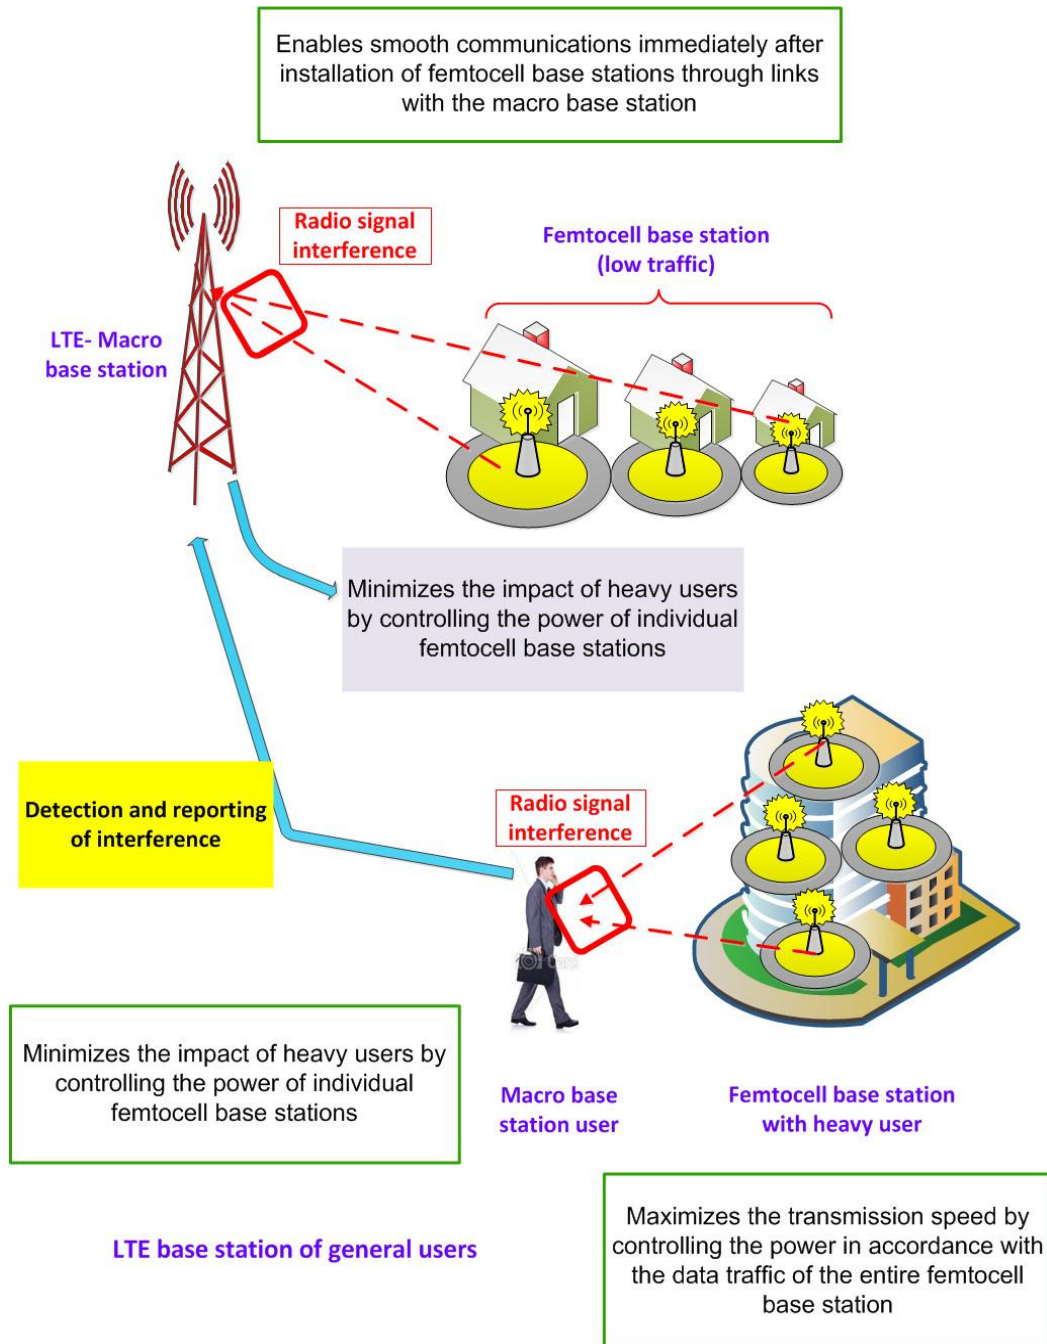 Enables smooth communications immediately after
installation of femtocell base stations through links
with the macro base station
Radio signal
interference
Femtocell base station
(low traffic)
LTE- Macro
base station
Minimizes the impact of heavy users
by controlling the power of individual
femtocell base stations
Detection and reporting
of interference
Radio signal
interference
Minimizes the impact of heavy users by
controlling the power of individual
femtocell base stations
Macro base
station user
Femtocell base station
with heavy user
LTE base station of general users
Maximizes the transmission speed by
controlling the power in accordance with
the data traffic of the entire femtocell
base station